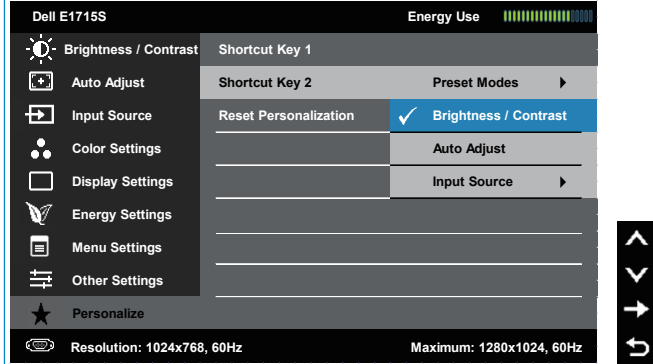 Dell E1715S Energy Use
Brightness / Contrast Shortcut Key 1
Auto Adjust Shortcut Key 2 Preset Modes
Input Source Reset Personalization Brightness / Contrast
Color Settings Auto Adjust
Display Settings Input Source
Energy Settings
Menu Settings
Other Settings
Personalize
Resolution: 1024x768, 60Hz Maximum: 1280x1024, 60Hz